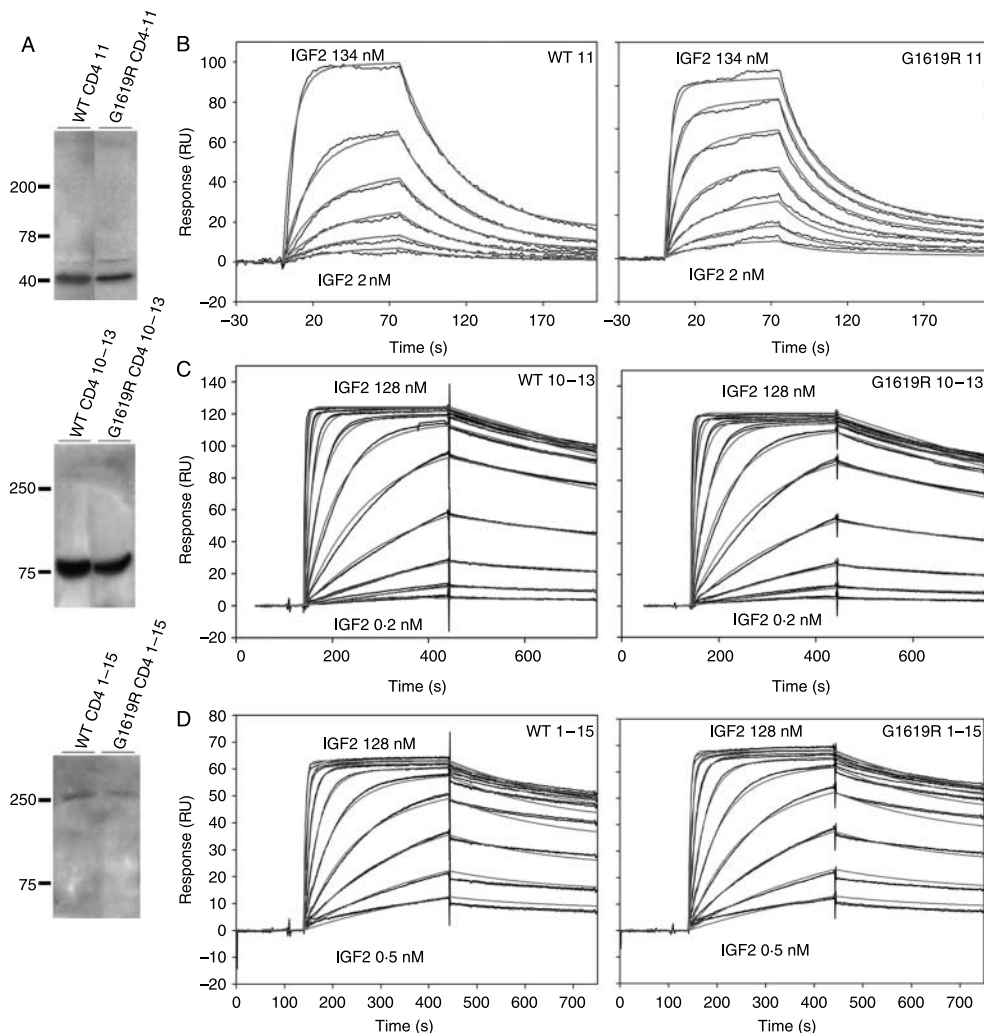 A
WT CD4 11
G1619R CD4-11
200
78
40
WT CD4 10–13
G1619R CD4 10–13
250
75
WT CD4 1–15
G1619R CD4 1–15
250
75
B
IGF2 134 nM
WT 11
IGF2 2 nM
Response (RU)
100
80
60
40
20
0
–20
–30
20
70
120
170
Time (s)
IGF2 134 nM
G1619R 11
IGF2 2 nM
–30
20
70
120
170
Time (s)
C
IGF2 128 nM
WT 10–13
IGF2 0·2 nM
Response (RU)
140
120
100
80
60
40
20
0
–20
0
200
400
600
Time (s)
IGF2 128 nM
G1619R 10–13
IGF2 0·2 nM
0
200
400
600
Time (s)
D
IGF2 128 nM
WT 1–15
IGF2 0·5 nM
Response (RU)
80
70
60
50
40
30
20
10
0
–10
–20
0
100
200
300
400
500
600
700
Time (s)
IGF2 128 nM
G1619R 1–15
IGF2 0·5 nM
0
100
200
300
400
500
600
700
Time (s)